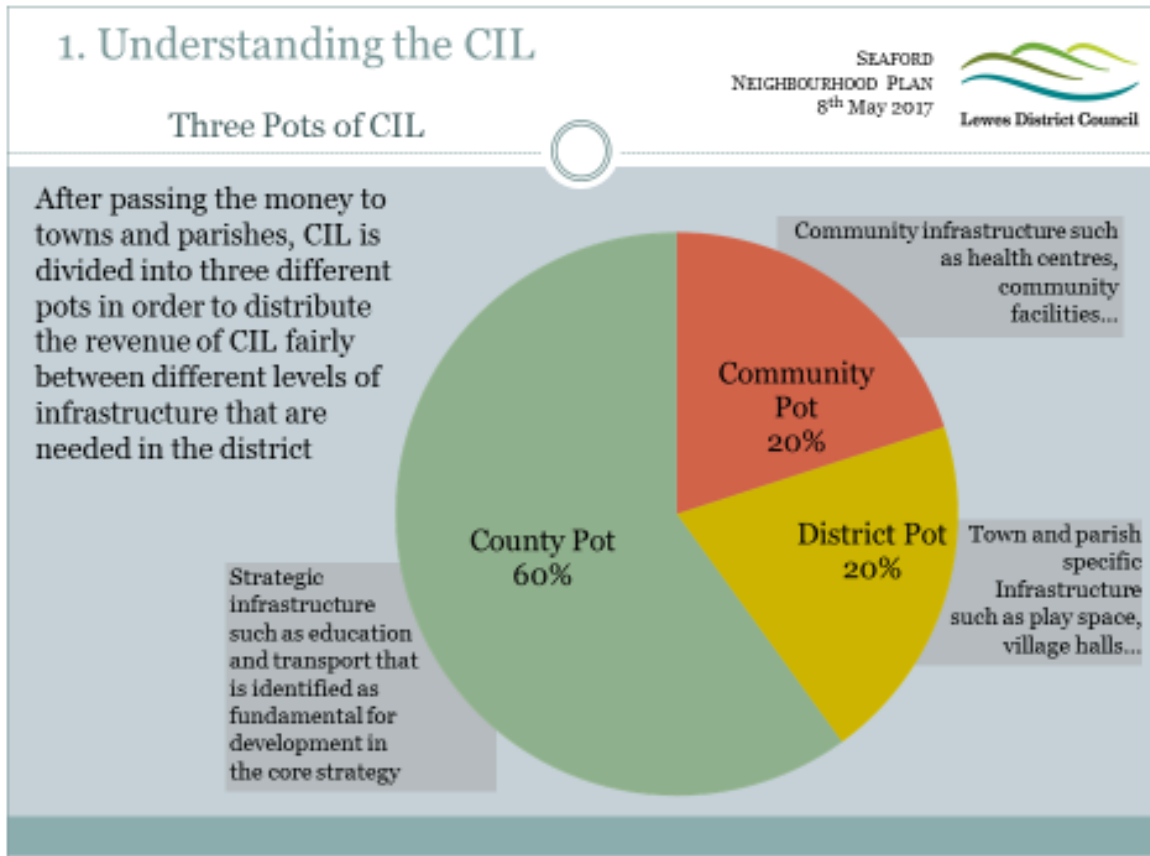 1. Understanding the CIL
Three Pots of CIL
SEAFORD
NEIGHBOURHOOD PLAN
8th May 2017
Lewes District Council
After passing the money to
towns and parishes, CIL is
divided into three different
pots in order to distribute
the revenue of CIL fairly
between different levels of
infrastructure that are
needed in the district
Community infrastructure such
as health centres,
community
facilities...
Community
Pot
20%
District Pot
20%
Town and parish
specific
Infrastructure
such as play space,
village halls...
County Pot
60%
Strategic
infrastructure
such as education
and transport that
is identified as
fundamental for
development in
the core strategy